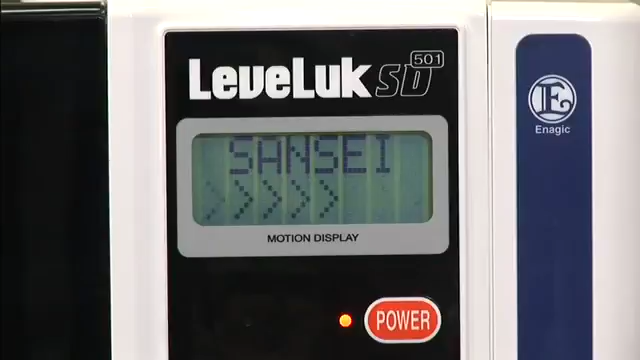 LeveLuk SD 501
SANSEI
>>>>>
MOTION DISPLAY
POWER
E
Enagic